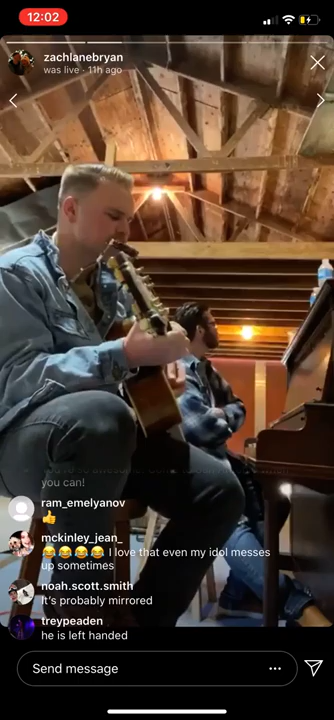 12:02
zachlanebryan
was live · 11h ago
you can!
ram_emelyanov
👍
mckinley_jean_
😂😂😂😂 I love that even my idol messes
up sometimes
noah.scott.smith
It's probably mirrored
treypeaden
he is left handed
Send message